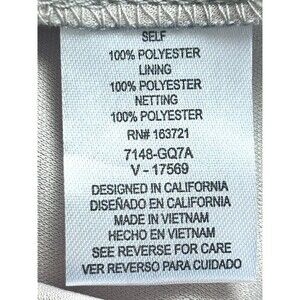 SELF
100% POLYESTER
LINING
100% POLYESTER
NETTING
100% POLYESTER
RN# 163721
7148-GQ7A
V - 17569
DESIGNED IN CALIFORNIA
DISEÑADO EN CALIFORNIA
MADE IN VIETNAM
HECHO EN VIETNAM
SEE REVERSE FOR CARE
VER REVERSO PARA CUIDADO